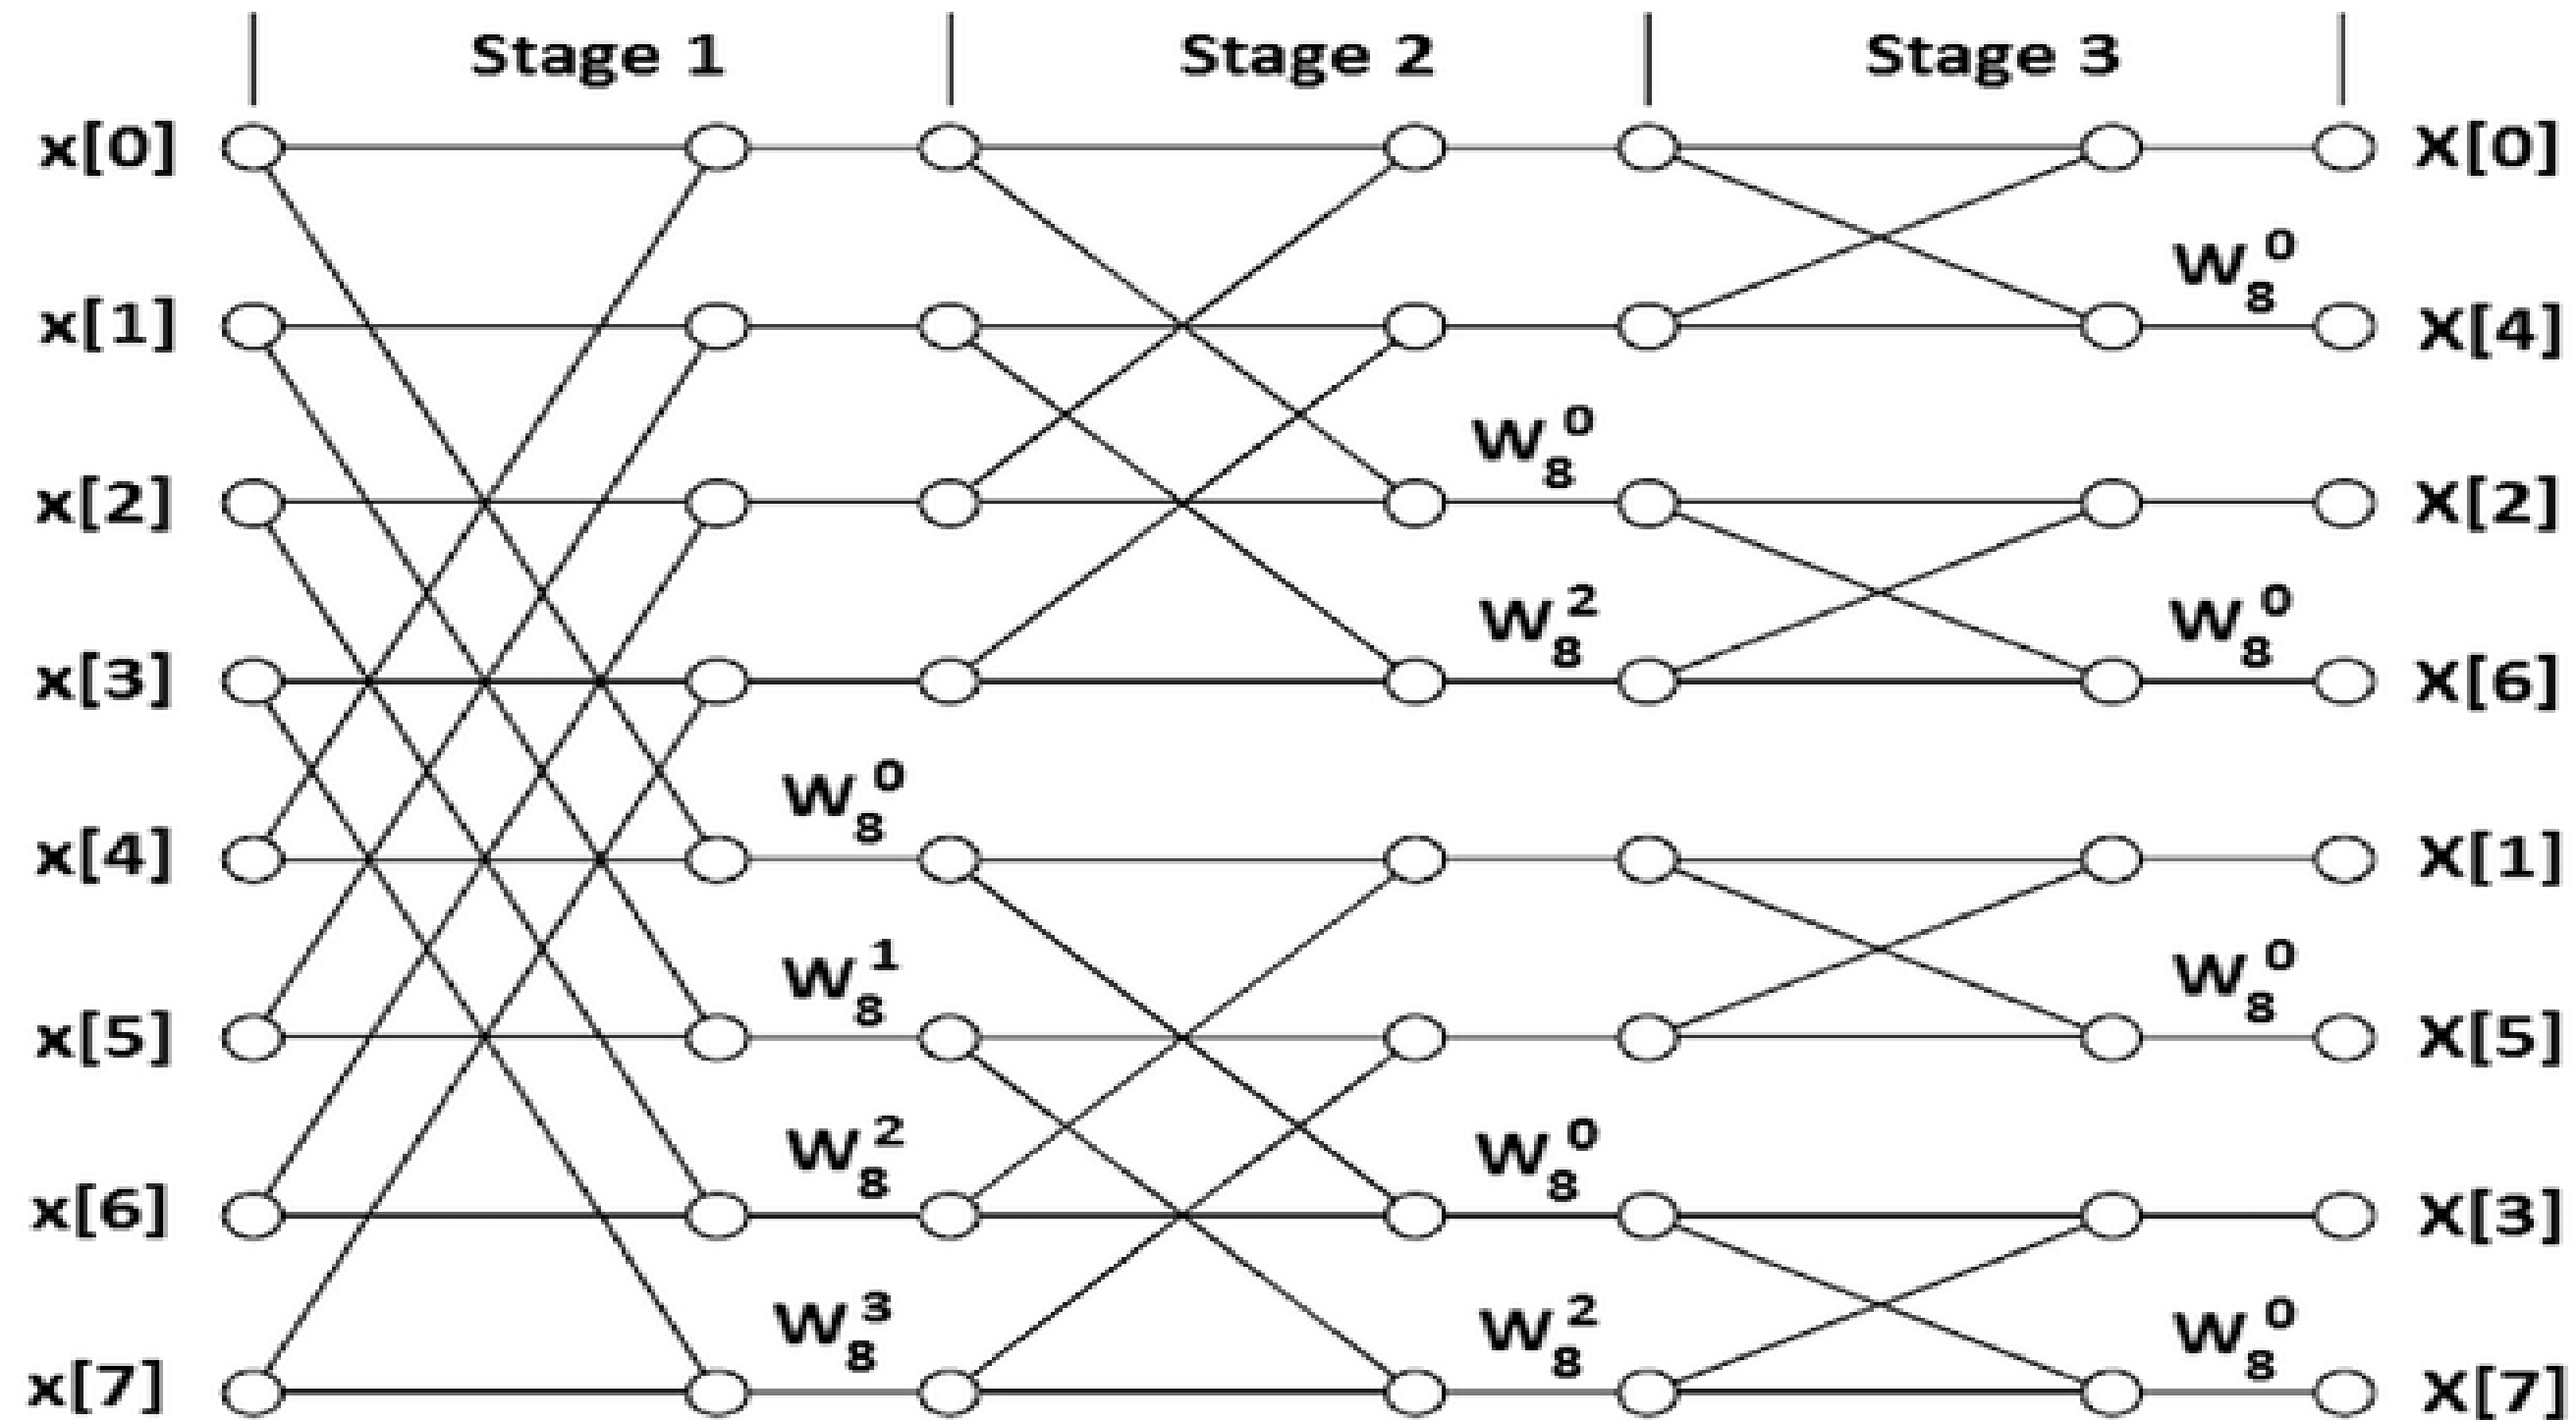 Stage 1 Stage 2 Stage 3
x[0] X[0]
W₈⁰
x[1] X[4]
W₈⁰
x[2] X[2]
W₈² W₈⁰
x[3] X[6]
W₈⁰
x[4] X[1]
W₈¹ W₈⁰
x[5] X[5]
W₈² W₈⁰
x[6] X[3]
W₈³ W₈² W₈⁰
x[7] X[7]